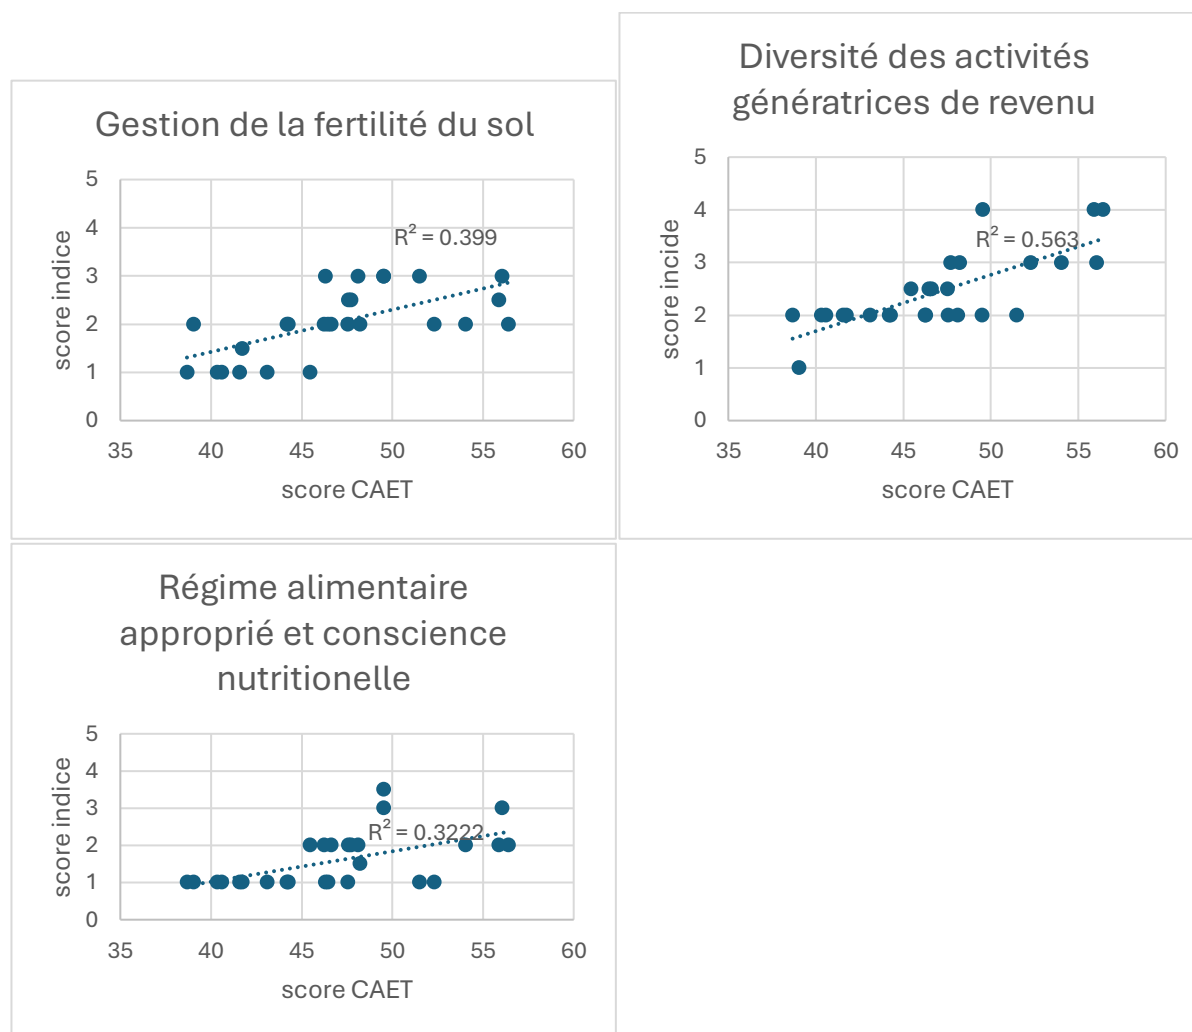 Gestion de la fertilité du sol
5
4
3
2
1
0
score indice
R² = 0.399
35 40 45 50 55 60
score CAET
Diversité des activités
génératrices de revenu
5
4
3
2
1
0
score incide
R² = 0.563
35 40 45 50 55 60
score CAET
Régime alimentaire
approprié et conscience
nutritionelle
5
4
3
2
1
0
score indice
R² = 0.3222
35 40 45 50 55 60
score CAET